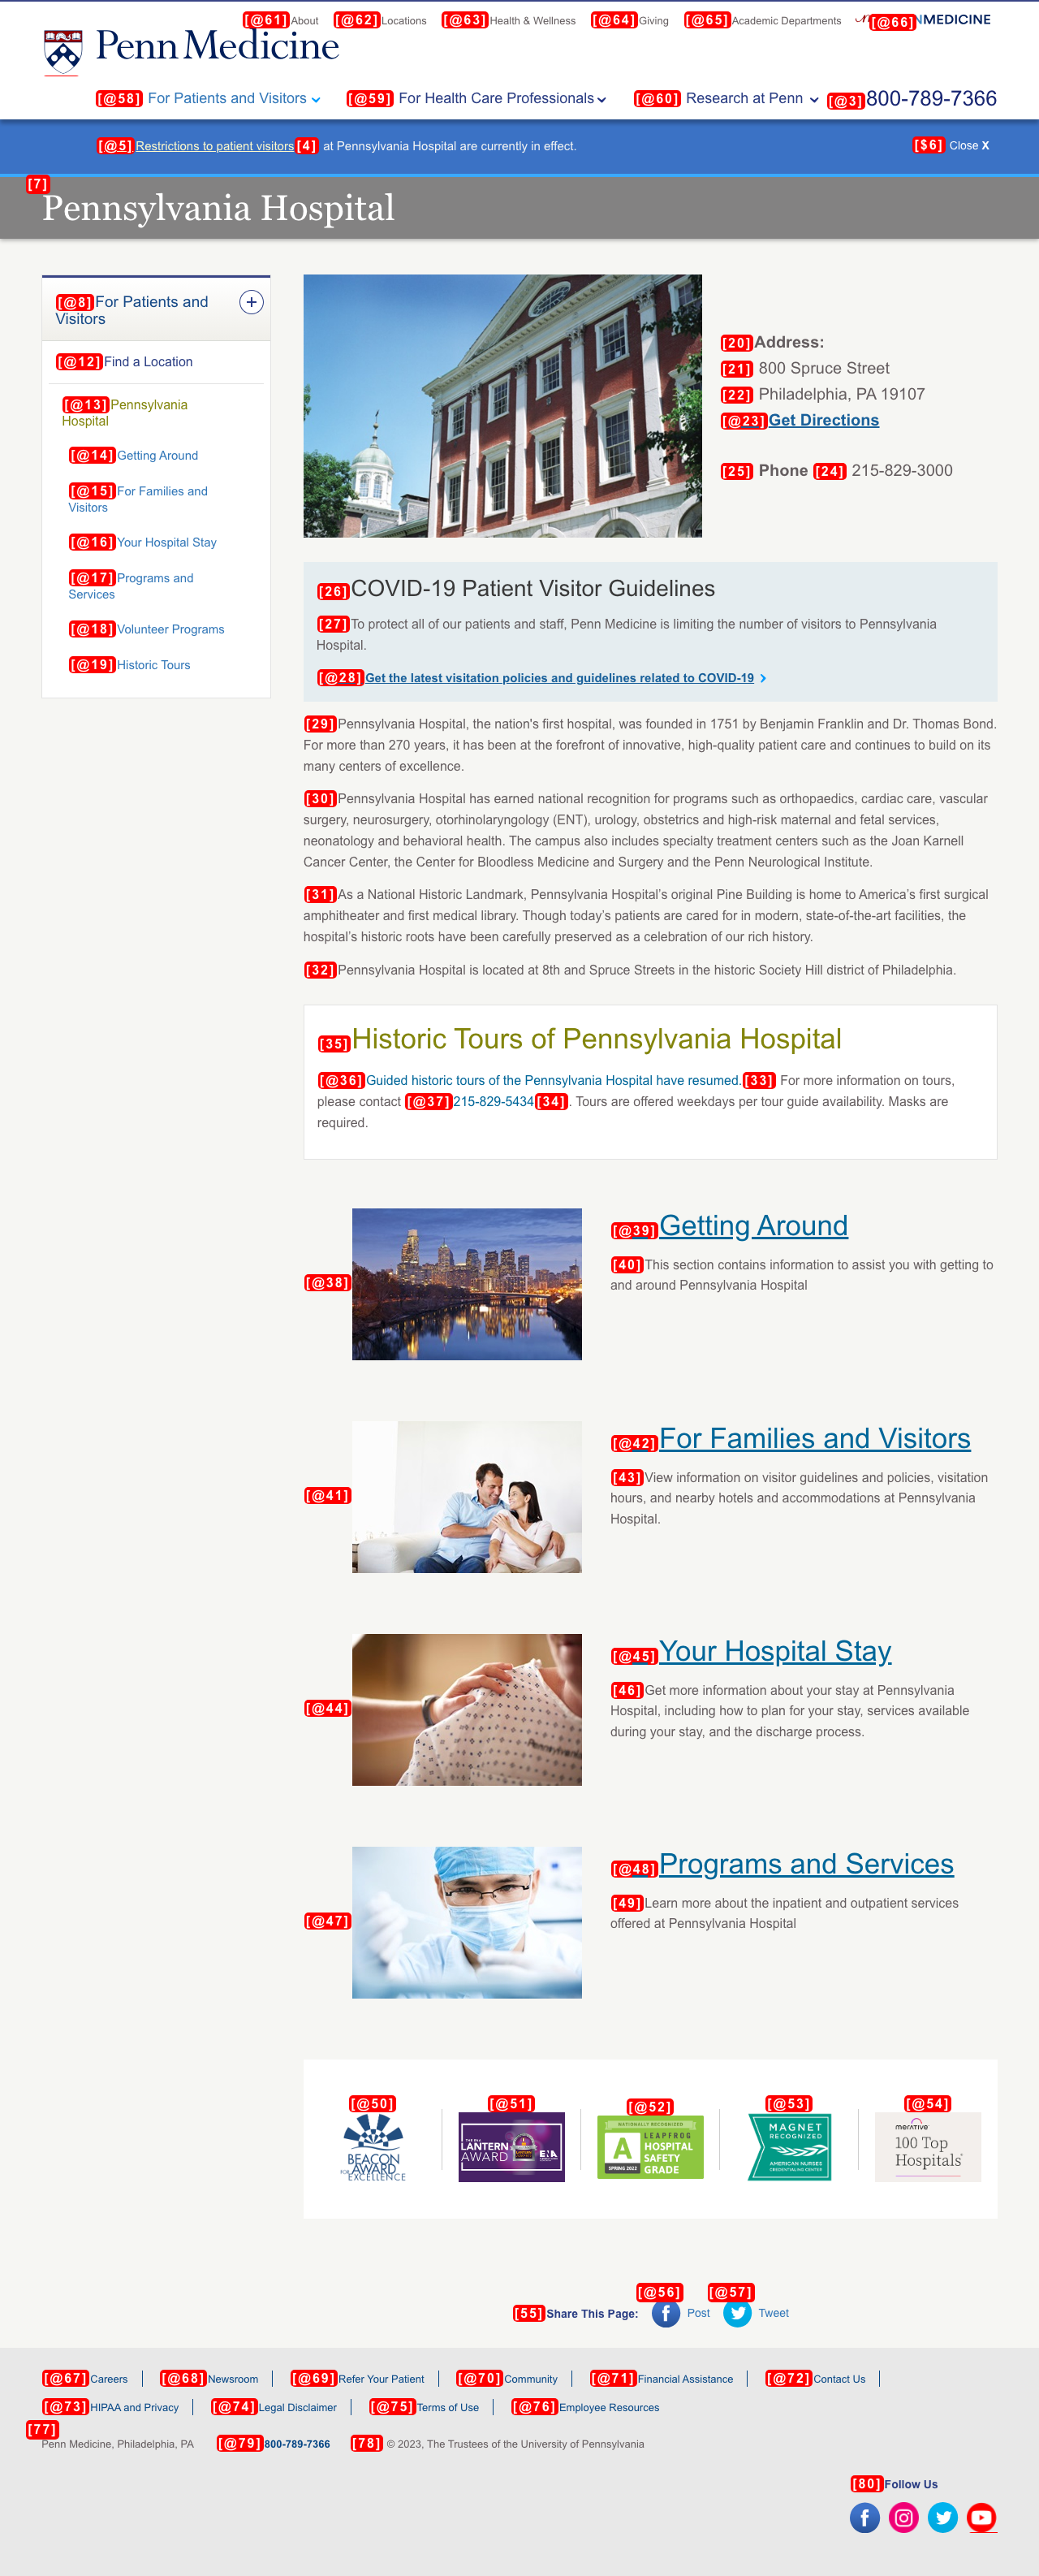 [@61] About [@62] Locations [@63] Health & Wellness [@64] Giving [@65] Academic Departments [@66] MEDICINE
Penn Medicine
[@58] For Patients and Visitors [@59] For Health Care Professionals [@60] Research at Penn [@3] 800-789-7366
[@5] Restrictions to patient visitors [4] at Pennsylvania Hospital are currently in effect. [$6] Close X
[7]
Pennsylvania Hospital
[@8] For Patients and
Visitors
[@12] Find a Location
[@13] Pennsylvania
Hospital
[@14] Getting Around
[@15] For Families and
Visitors
[@16] Your Hospital Stay
[@17] Programs and
Services
[@18] Volunteer Programs
[@19] Historic Tours
[20] Address:
[21] 800 Spruce Street
[22] Philadelphia, PA 19107
[@23] Get Directions
[25] Phone [24] 215-829-3000
[26] COVID-19 Patient Visitor Guidelines
[27] To protect all of our patients and staff, Penn Medicine is limiting the number of visitors to Pennsylvania
Hospital.
[@28] Get the latest visitation policies and guidelines related to COVID-19
[29] Pennsylvania Hospital, the nation's first hospital, was founded in 1751 by Benjamin Franklin and Dr. Thomas Bond.
For more than 270 years, it has been at the forefront of innovative, high-quality patient care and continues to build on its
many centers of excellence.
[30] Pennsylvania Hospital has earned national recognition for programs such as orthopaedics, cardiac care, vascular
surgery, neurosurgery, otorhinolaryngology (ENT), urology, obstetrics and high-risk maternal and fetal services,
neonatology and behavioral health. The campus also includes specialty treatment centers such as the Joan Karnell
Cancer Center, the Center for Bloodless Medicine and Surgery and the Penn Neurological Institute.
[31] As a National Historic Landmark, Pennsylvania Hospital's original Pine Building is home to America's first surgical
amphitheater and first medical library. Though today's patients are cared for in modern, state-of-the-art facilities, the
hospital's historic roots have been carefully preserved as a celebration of our rich history.
[32] Pennsylvania Hospital is located at 8th and Spruce Streets in the historic Society Hill district of Philadelphia.
[35] Historic Tours of Pennsylvania Hospital
[@36] Guided historic tours of the Pennsylvania Hospital have resumed. [33] For more information on tours,
please contact [@37] 215-829-5434 [34]. Tours are offered weekdays per tour guide availability. Masks are
required.
[@38]
[@39] Getting Around
[40] This section contains information to assist you with getting to
and around Pennsylvania Hospital
[@41]
[@42] For Families and Visitors
[43] View information on visitor guidelines and policies, visitation
hours, and nearby hotels and accommodations at Pennsylvania
Hospital.
[@44]
[@45] Your Hospital Stay
[46] Get more information about your stay at Pennsylvania
Hospital, including how to plan for your stay, services available
during your stay, and the discharge process.
[@47]
[@48] Programs and Services
[49] Learn more about the inpatient and outpatient services
offered at Pennsylvania Hospital
[@50] [@51] [@52] [@53] [@54]
BEACON
AWARD
FOR EXCELLENCE
LANTERN
AWARD
ENA
NATIONALLY RECOGNIZED
A
SPRING 2022
LEAPFROG
HOSPITAL
SAFETY
GRADE
MAGNET
RECOGNIZED
AMERICAN NURSES
CREDENTIALING CENTER
merative
100 Top
Hospitals
[55] Share This Page: [@56] Post [@57] Tweet
[@67] Careers [@68] Newsroom [@69] Refer Your Patient [@70] Community [@71] Financial Assistance [@72] Contact Us
[@73] HIPAA and Privacy [@74] Legal Disclaimer [@75] Terms of Use [@76] Employee Resources
[77]
Penn Medicine, Philadelphia, PA [@79] 800-789-7366 [78] © 2023, The Trustees of the University of Pennsylvania
[80] Follow Us